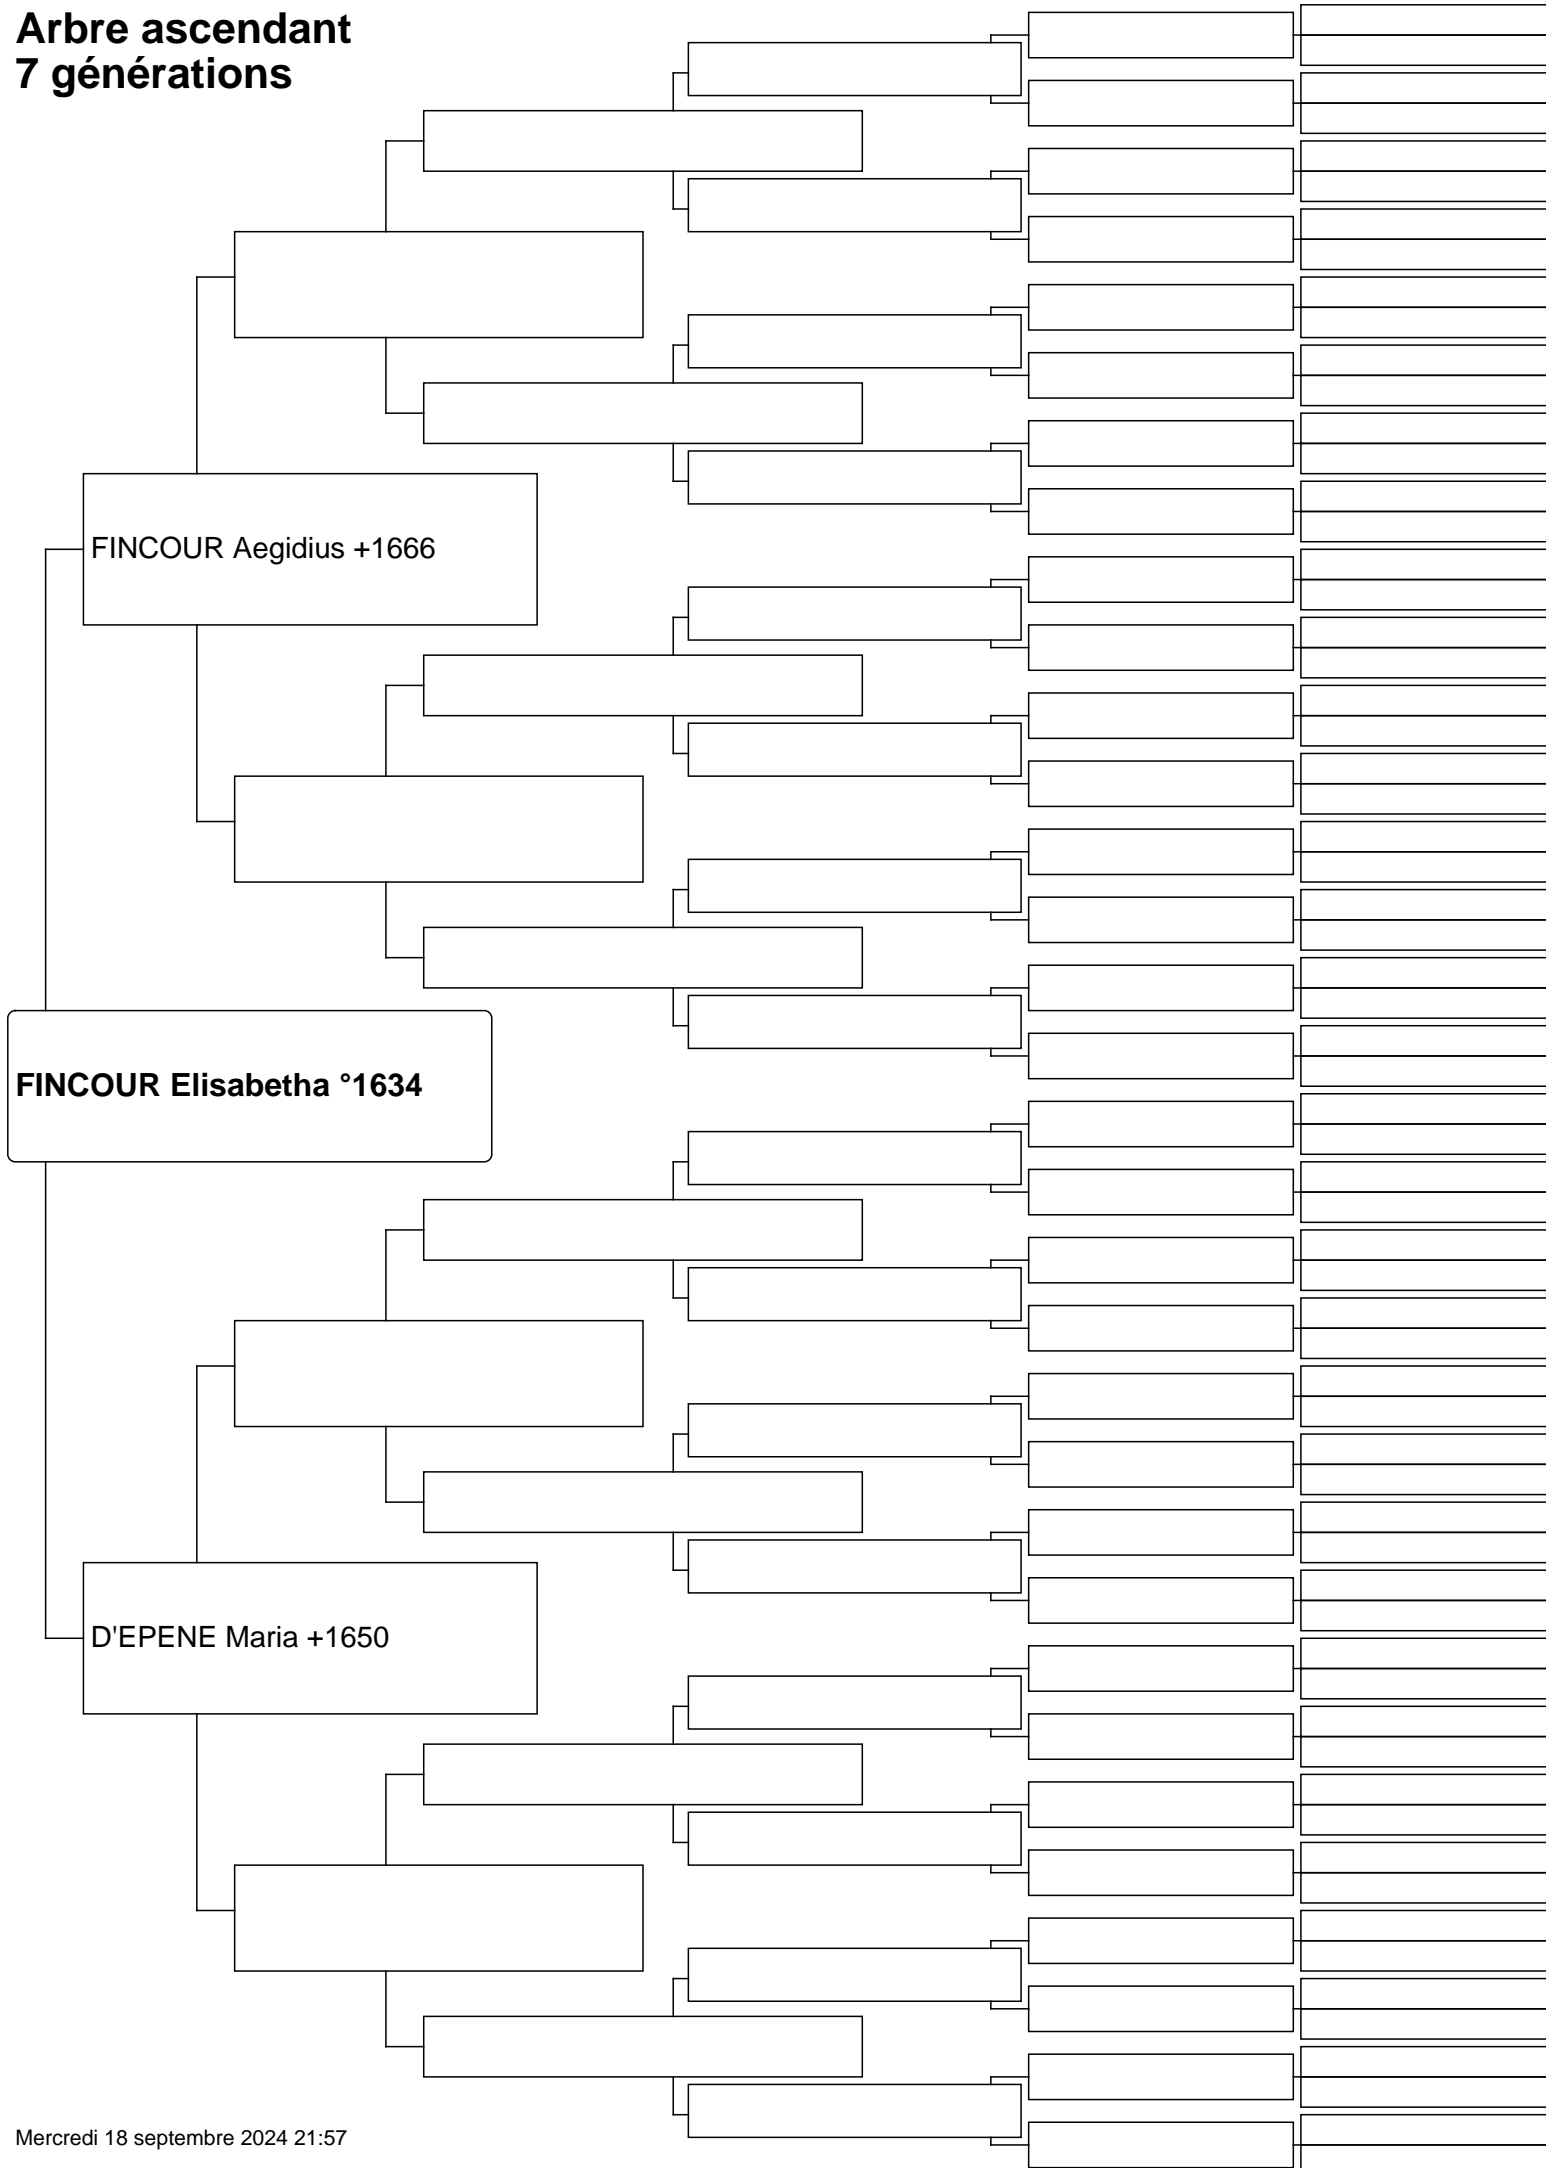 Arbre ascendant
7 générations
FINCOUR Aegidius +1666
FINCOUR Elisabetha °1634
D'EPENE Maria +1650
Mercredi 18 septembre 2024 21:57